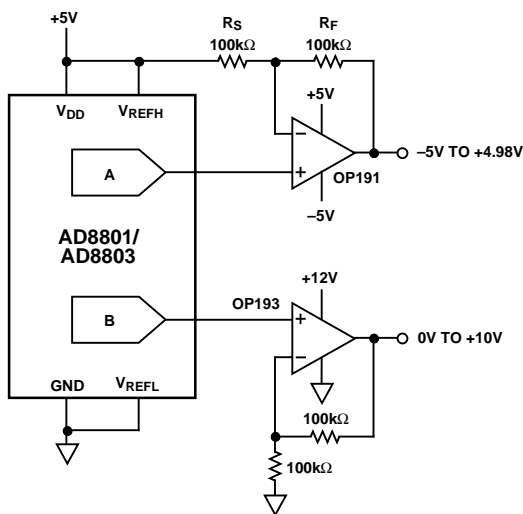 +5V
RS RF
100kΩ 100kΩ
VDD VREFH
+5V
A
–
+
–5V TO +4.98V
OP191
–5V
AD8801/
AD8803
+12V
OP193
B
+
–
0V TO +10V
GND VREFL
100kΩ
100kΩ